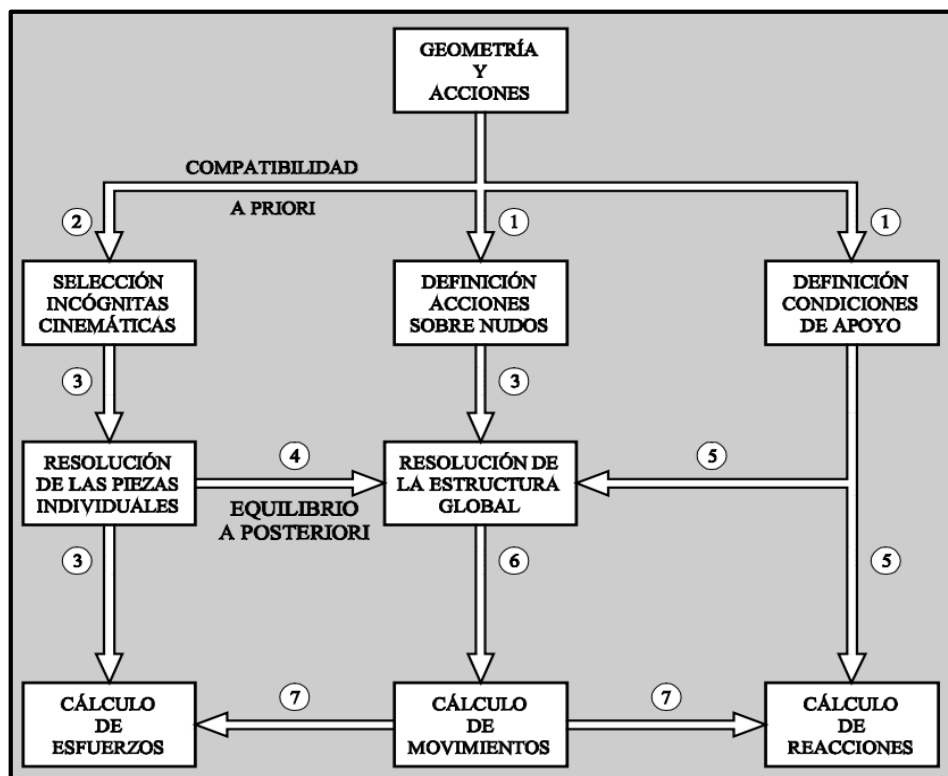 GEOMETRÍA
Y
ACCIONES
COMPATIBILIDAD
A PRIORI
2
1
1
SELECCIÓN
INCÓGNITAS
CINEMÁTICAS
DEFINICIÓN
ACCIONES
SOBRE NUDOS
DEFINICIÓN
CONDICIONES
DE APOYO
3
3
RESOLUCIÓN
DE LAS PIEZAS
INDIVIDUALES
4
EQUILIBRIO
A POSTERIORI
RESOLUCIÓN DE
LA ESTRUCTURA
GLOBAL
5
3
6
5
CÁLCULO
DE
ESFUERZOS
7
CÁLCULO
DE
MOVIMIENTOS
7
CÁLCULO
DE
REACCIONES